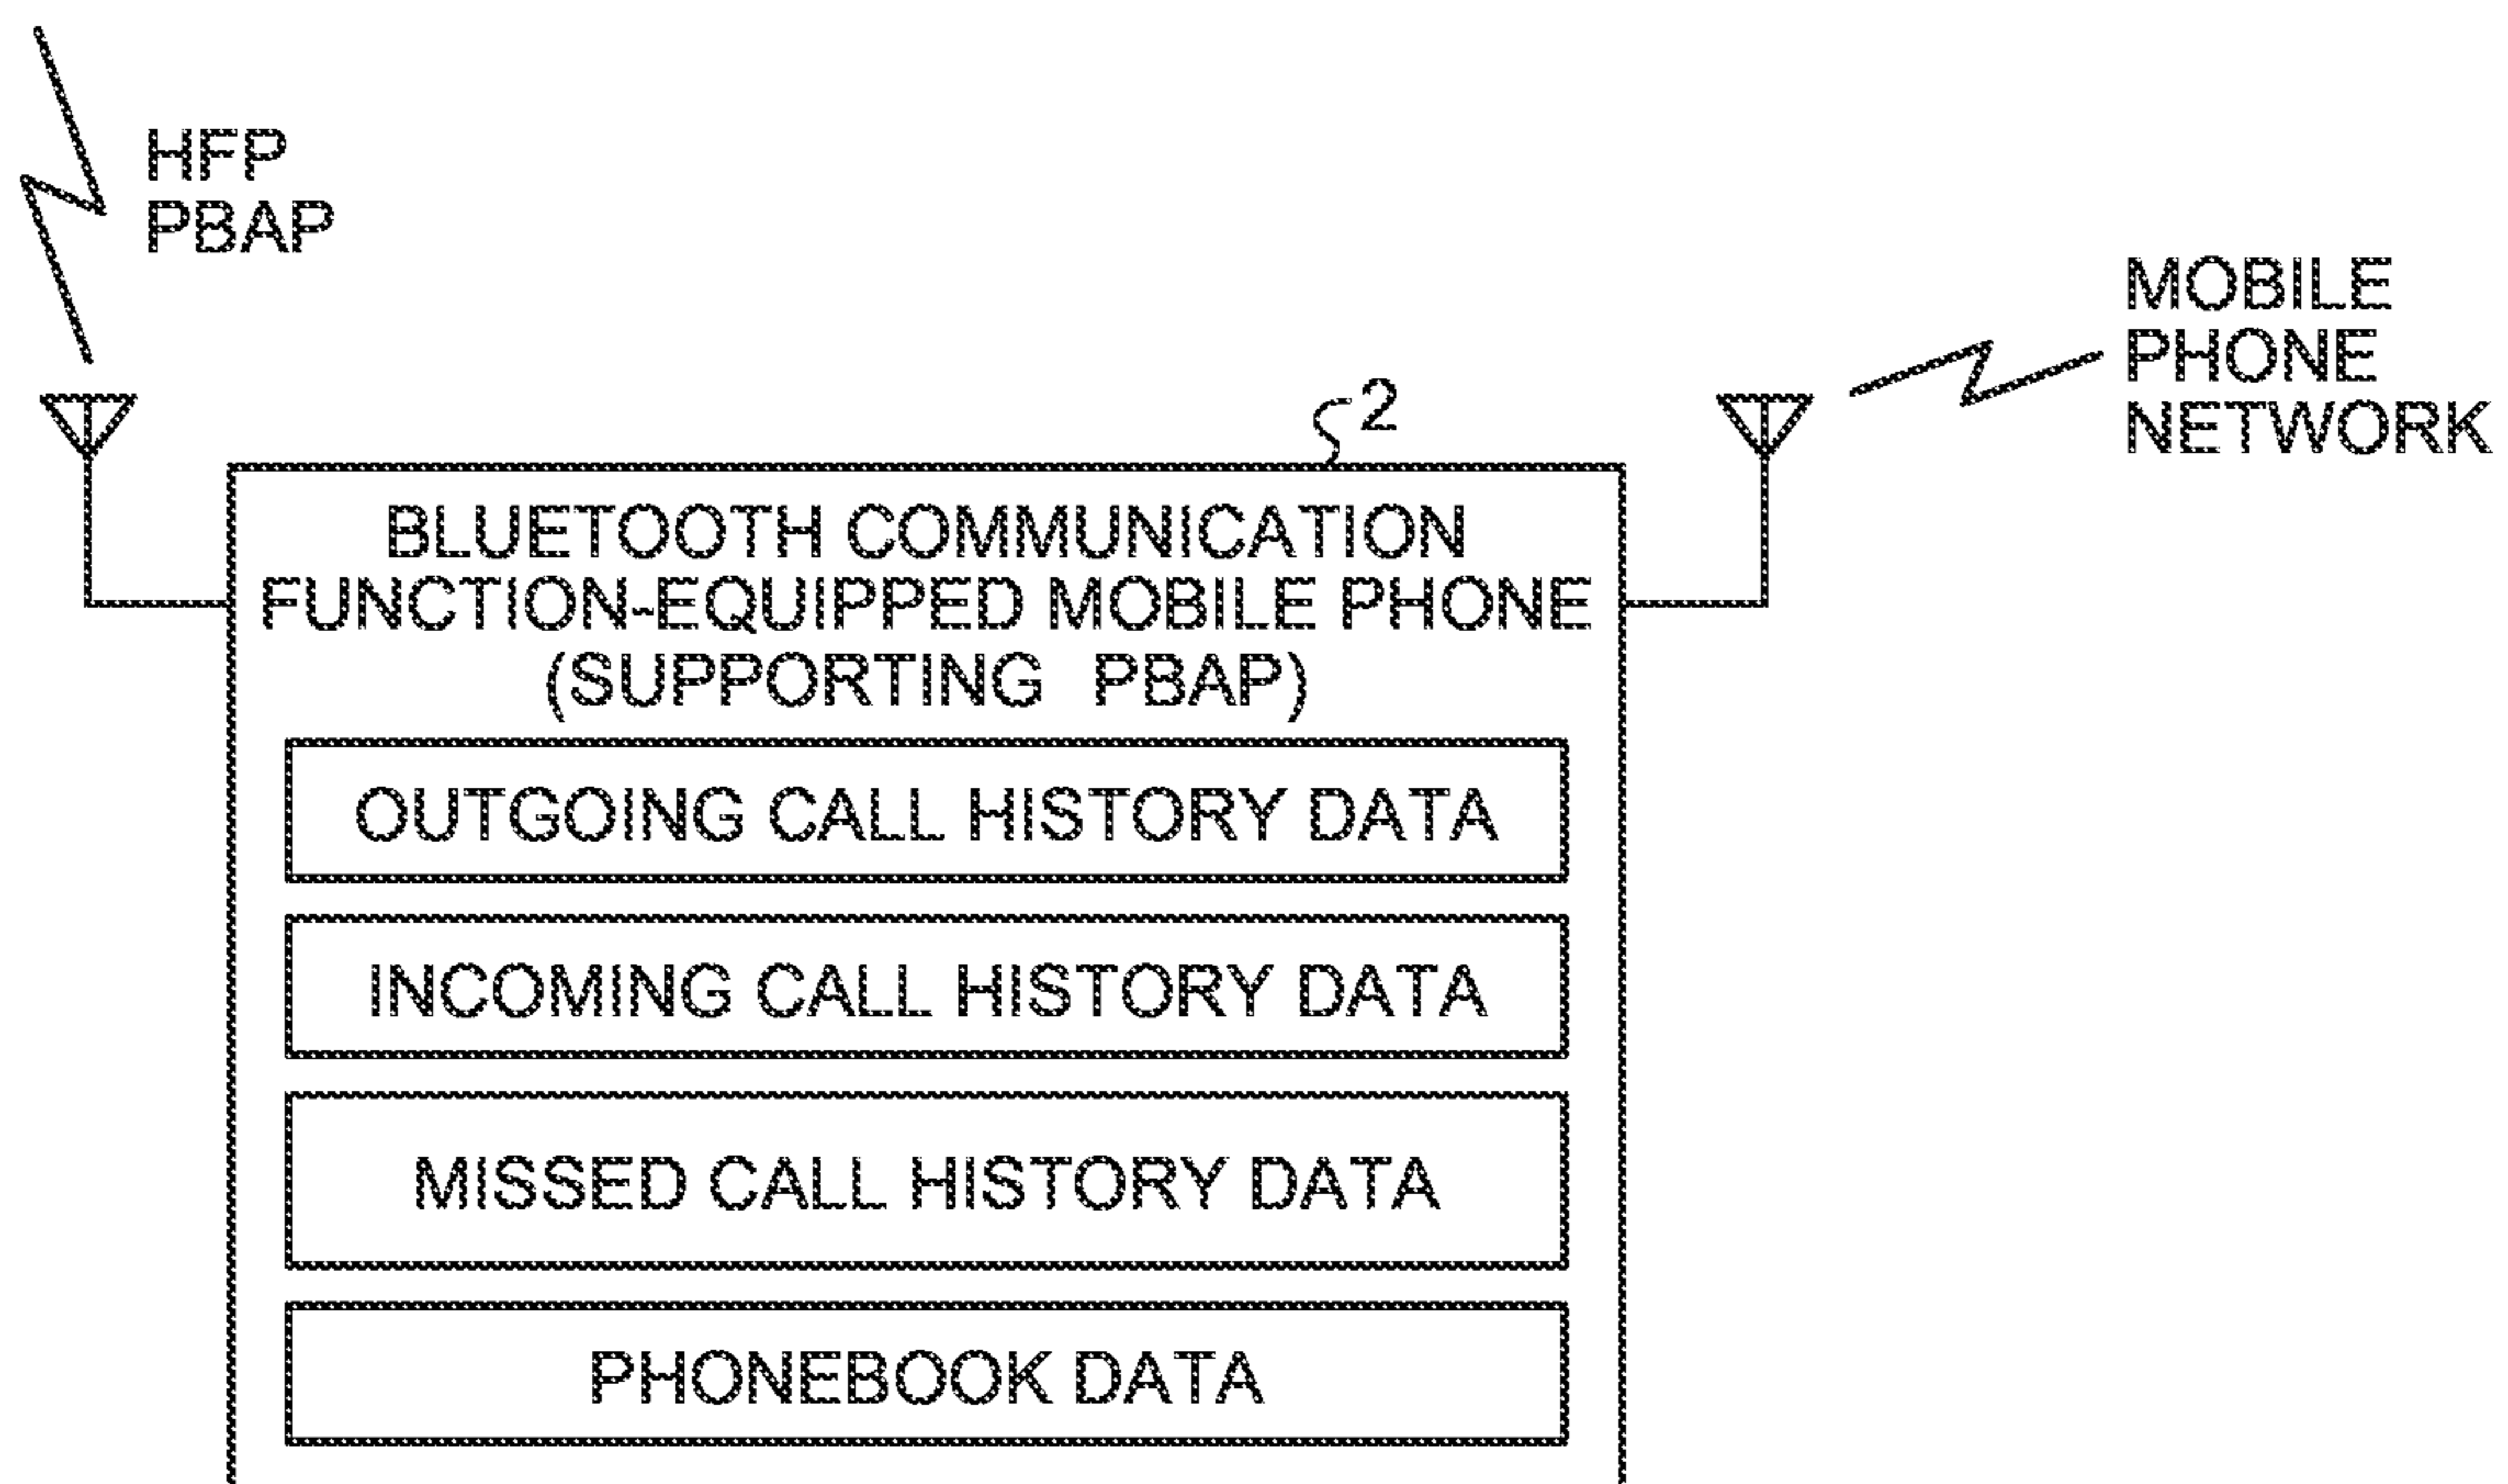 HFP
PBAP
MOBILE
PHONE
NETWORK
2
BLUETOOTH COMMUNICATION
FUNCTION-EQUIPPED MOBILE PHONE
(SUPPORTING PBAP)
OUTGOING CALL HISTORY DATA
INCOMING CALL HISTORY DATA
MISSED CALL HISTORY DATA
PHONEBOOK DATA